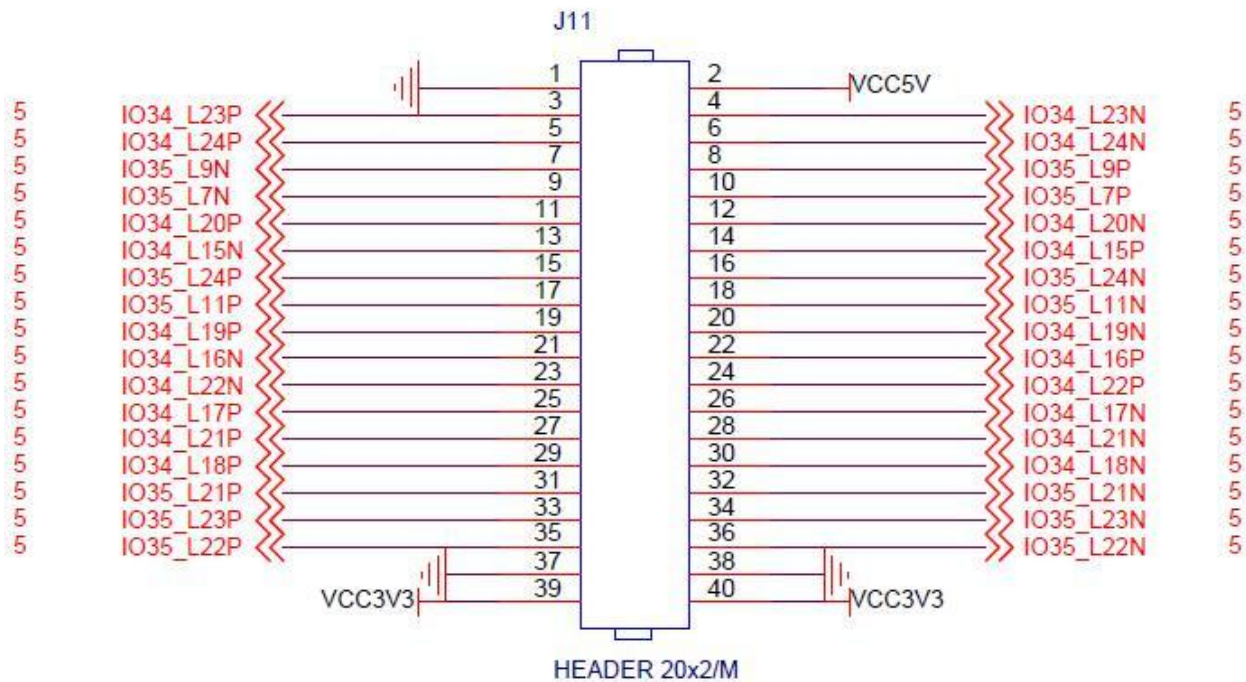 J11
1 2 VCC5V
5 IO34_L23P 3 4 IO34_L23N 5
5 IO34_L24P 5 6 IO34_L24N 5
5 IO35_L9N 7 8 IO35_L9P 5
5 IO35_L7N 9 10 IO35_L7P 5
5 IO34_L20P 11 12 IO34_L20N 5
5 IO34_L15N 13 14 IO34_L15P 5
5 IO35_L24P 15 16 IO35_L24N 5
5 IO35_L11P 17 18 IO35_L11N 5
5 IO34_L19P 19 20 IO34_L19N 5
5 IO34_L16N 21 22 IO34_L16P 5
5 IO34_L22N 23 24 IO34_L22P 5
5 IO34_L17P 25 26 IO34_L17N 5
5 IO34_L21P 27 28 IO34_L21N 5
5 IO34_L18P 29 30 IO34_L18N 5
5 IO35_L21P 31 32 IO35_L21N 5
5 IO35_L23P 33 34 IO35_L23N 5
5 IO35_L22P 35 36 IO35_L22N 5
37 38
VCC3V3 39 40 VCC3V3
HEADER 20x2/M